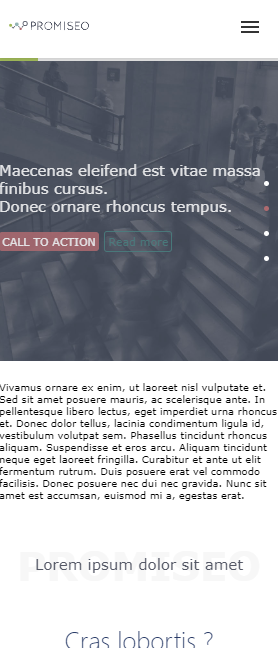 PROMISEO
Maecenas eleifend est vitae massa
finibus cursus.
Donec ornare rhoncus tempus.
CALL TO ACTION Read more
Vivamus ornare ex enim, ut laoreet nisl vulputate et.
Sed sit amet posuere mauris, ac scelerisque ante. In
pellentesque libero lectus, eget imperdiet urna rhoncus
et. Donec dolor tellus, lacinia condimentum ligula id,
vestibulum volutpat sem. Phasellus tincidunt rhoncus
aliquam. Suspendisse et eros arcu. Aliquam tincidunt
neque eget laoreet fringilla. Curabitur et ante ut elit
fermentum rutrum. Duis posuere erat vel commodo
facilisis. Donec posuere nec dui nec gravida. Nunc sit
amet est accumsan, euismod mi a, egestas erat.
PROMISEO
Lorem ipsum dolor sit amet
Cras lobortis ?